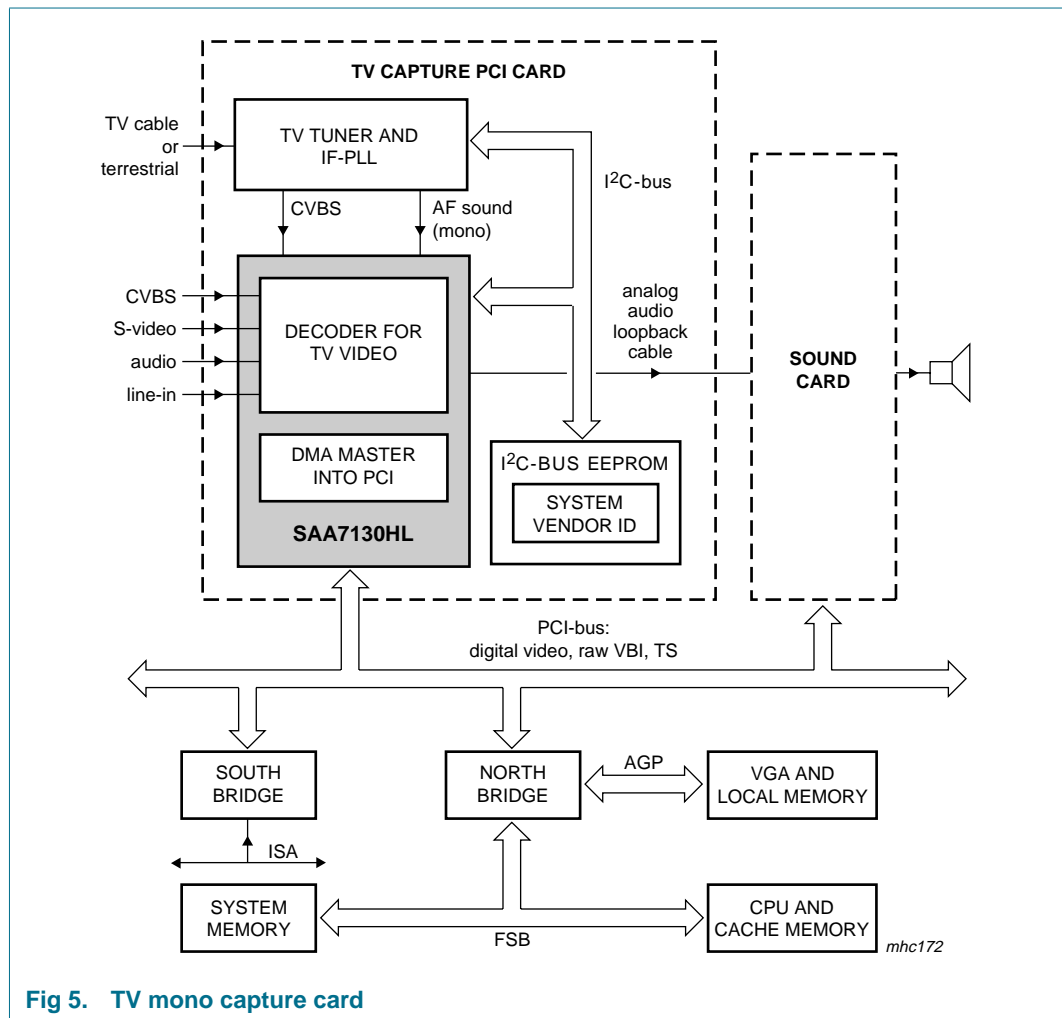 TV CAPTURE PCI CARD
TV cable
or
terrestrial
TV TUNER AND
IF-PLL
I2C-bus
CVBS
AF sound
(mono)
CVBS
S-video
audio
line-in
DECODER FOR
TV VIDEO
analog
audio
loopback
cable
SOUND
CARD
DMA MASTER
INTO PCI
SAA7130HL
I2C-BUS EEPROM
SYSTEM
VENDOR ID
PCI-bus:
digital video, raw VBI, TS
SOUTH
BRIDGE
NORTH
BRIDGE
AGP
VGA AND
LOCAL MEMORY
ISA
SYSTEM
MEMORY
FSB
CPU AND
CACHE MEMORY
mhc172
Fig 5. TV mono capture card